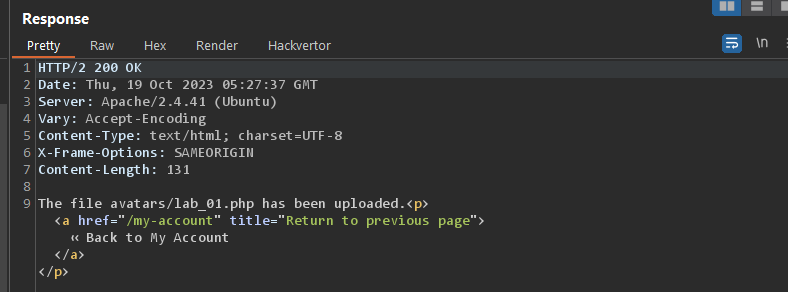 Response
Pretty Raw Hex Render Hackvertor
\n
1 HTTP/2 200 OK
2 Date: Thu, 19 Oct 2023 05:27:37 GMT
3 Server: Apache/2.4.41 (Ubuntu)
4 Vary: Accept-Encoding
5 Content-Type: text/html; charset=UTF-8
6 X-Frame-Options: SAMEORIGIN
7 Content-Length: 131
8
9 The file avatars/lab_01.php has been uploaded.<p>
<a href="/my-account" title="Return to previous page">
« Back to My Account
</a>
</p>